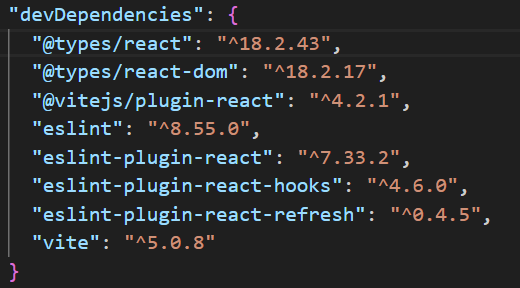 "devDependencies": {
"@types/react": "^18.2.43",
"@types/react-dom": "^18.2.17",
"@vitejs/plugin-react": "^4.2.1",
"eslint": "^8.55.0",
"eslint-plugin-react": "^7.33.2",
"eslint-plugin-react-hooks": "^4.6.0",
"eslint-plugin-react-refresh": "^0.4.5",
"vite": "^5.0.8"
}